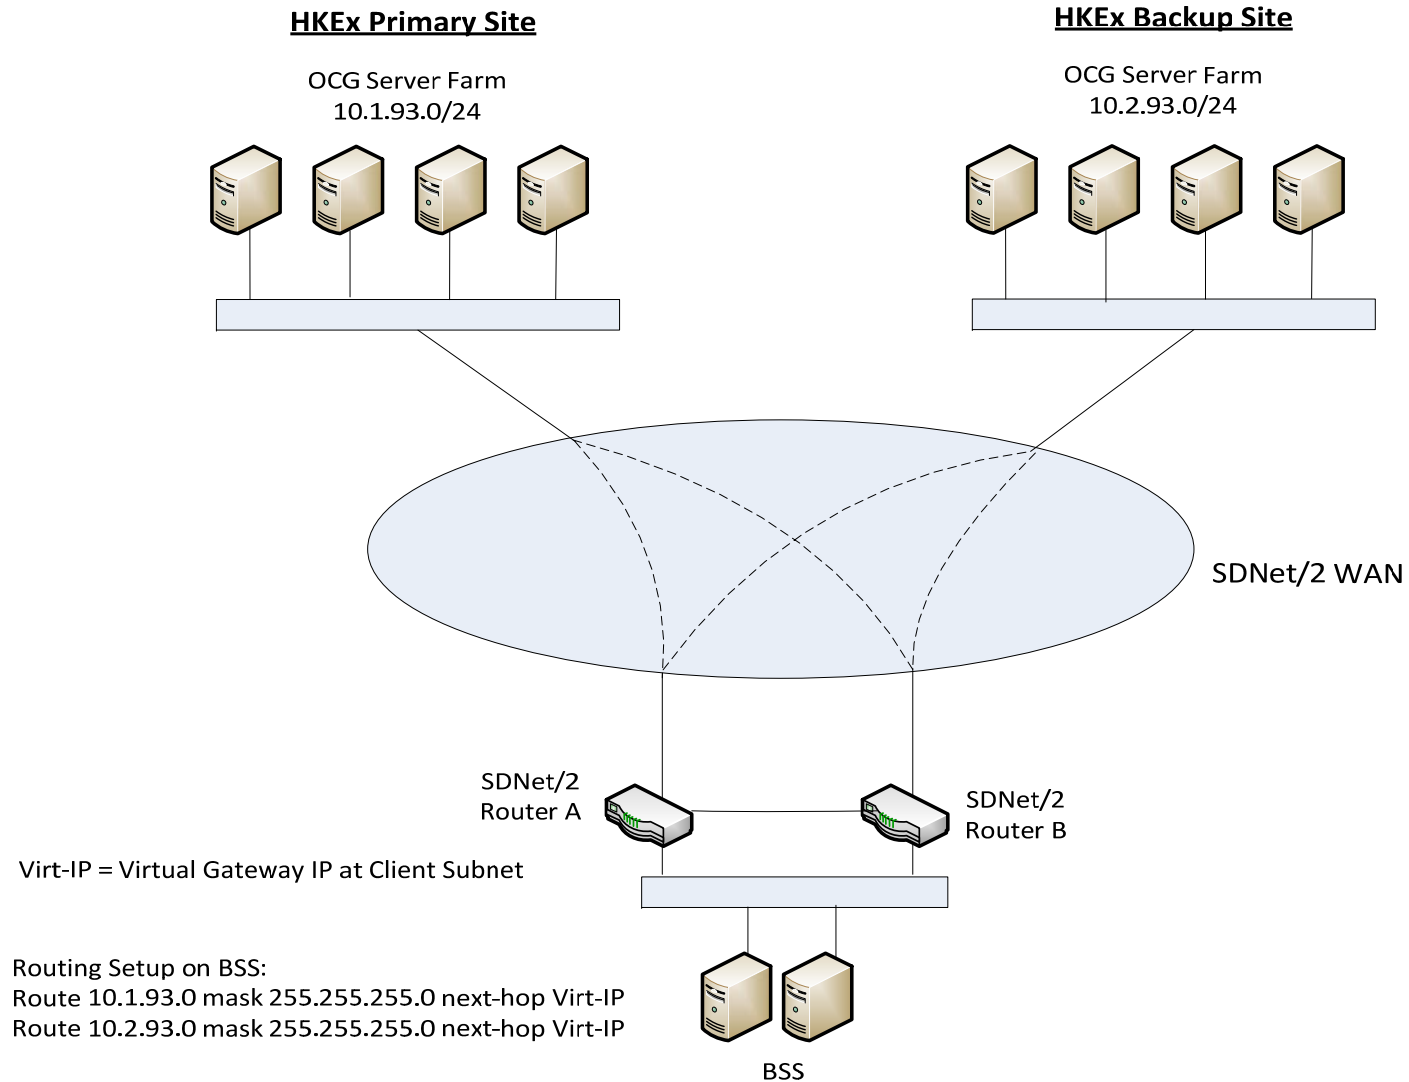 HKEx Primary Site
OCG Server Farm
10.1.93.0/24
HKEx Backup Site
OCG Server Farm
10.2.93.0/24
SDNet/2 WAN
SDNet/2
Router A
SDNet/2
Router B
Virt-IP = Virtual Gateway IP at Client Subnet
Routing Setup on BSS:
Route 10.1.93.0 mask 255.255.255.0 next-hop Virt-IP
Route 10.2.93.0 mask 255.255.255.0 next-hop Virt-IP
BSS